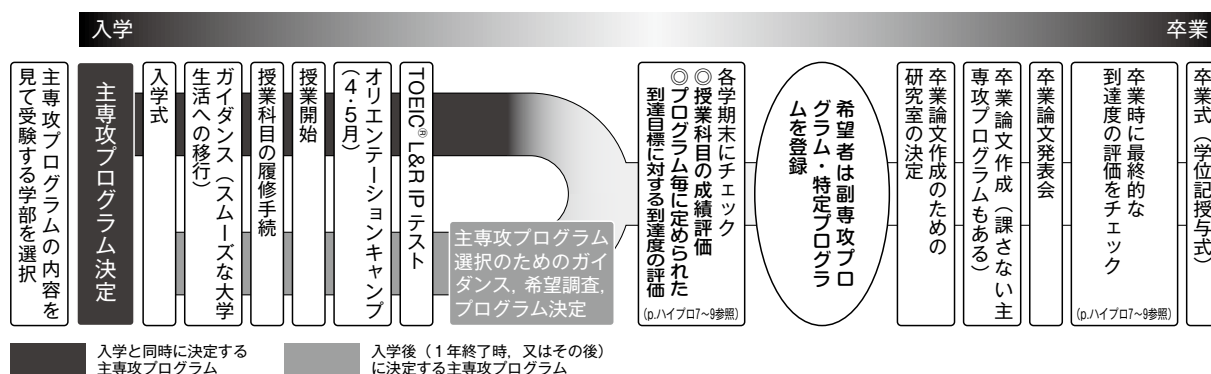 入学
卒業
主専攻プログラムの内容を
見て受験する学部を選択
主専攻プログラム決定
入学式
ガイダンス（スムーズな大学
生活への移行）
授業科目の履修手続
授業開始
オリエンテーションキャンプ
（4・5月）
TOEIC® L&R IP テスト
主専攻プログラム
選択のためのガイ
ダンス, 希望調査,
プログラム決定
各学期末にチェック
◎授業科目の成績評価
◎プログラム毎に定められた
到達目標に対する到達度の評価
(p.ハイプロ7〜9参照)
希望者は副専攻プロ
グラム・特定プログラ
ムを登録
卒業論文作成のための
研究室の決定
卒業論文作成（課さない主
専攻プログラムもある）
卒業論文発表会
卒業時に最終的な
到達度の評価をチェック
(p.ハイプロ7〜9参照)
卒業式（学位記授与式）
入学と同時に決定する
主専攻プログラム
入学後（1年終了時, 又はその後）
に決定する主専攻プログラム